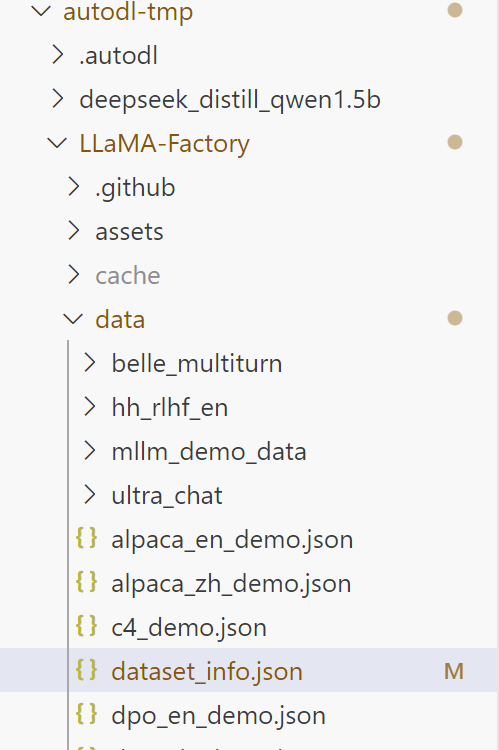 autodl-tmp
.autodl
deepseek_distill_qwen1.5b
LLaMA-Factory
.github
assets
cache
data
belle_multiturn
hh_rlhf_en
mllm_demo_data
ultra_chat
{} alpaca_en_demo.json
{} alpaca_zh_demo.json
{} c4_demo.json
{} dataset_info.json M
{} dpo_en_demo.json